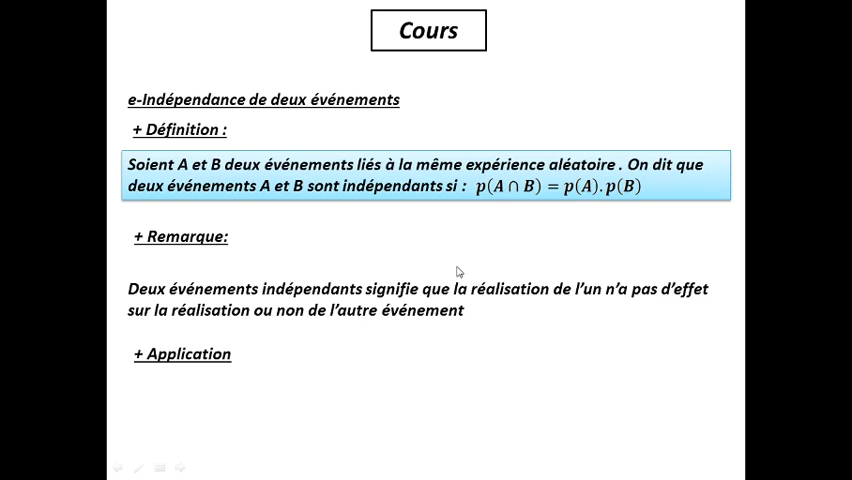 Cours
e-Indépendance de deux événements
+ Définition :
Soient A et B deux événements liés à la même expérience aléatoire . On dit que
deux événements A et B sont indépendants si : p(A ∩ B) = p(A). p(B)
+ Remarque:
Deux événements indépendants signifie que la réalisation de l'un n'a pas d'effet
sur la réalisation ou non de l'autre événement
+ Application